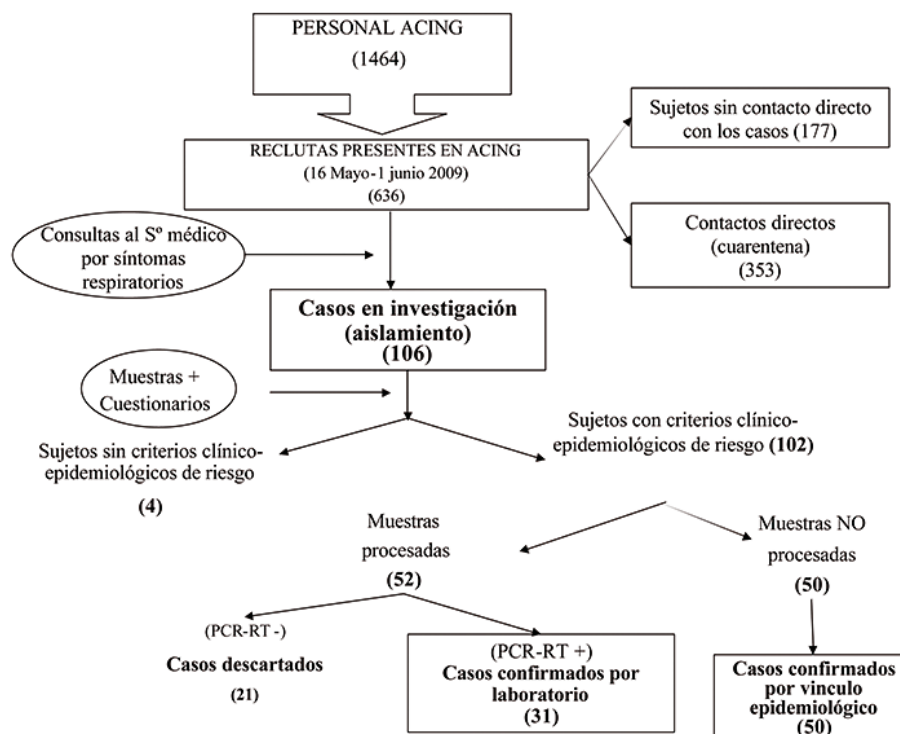 PERSONAL ACING
(1464)
RECLUTAS PRESENTES EN ACING
(16 Mayo-1 junio 2009)
(636)
Sujetos sin contacto directo
con los casos (177)
Contactos directos
(cuarentena)
(353)
Consultas al Sº médico
por síntomas
respiratorios
Casos en investigación
(aislamiento)
(106)
Muestras +
Cuestionarios
Sujetos sin criterios clínico-
epidemiológicos de riesgo
(4)
Sujetos con criterios clínico-
epidemiológicos de riesgo (102)
Muestras
procesadas
(52)
Muestras NO
procesadas
(50)
(PCR-RT -)
Casos descartados
(21)
(PCR-RT +)
Casos confirmados por
laboratorio
(31)
Casos confirmados
por vinculo
epidemiológico
(50)